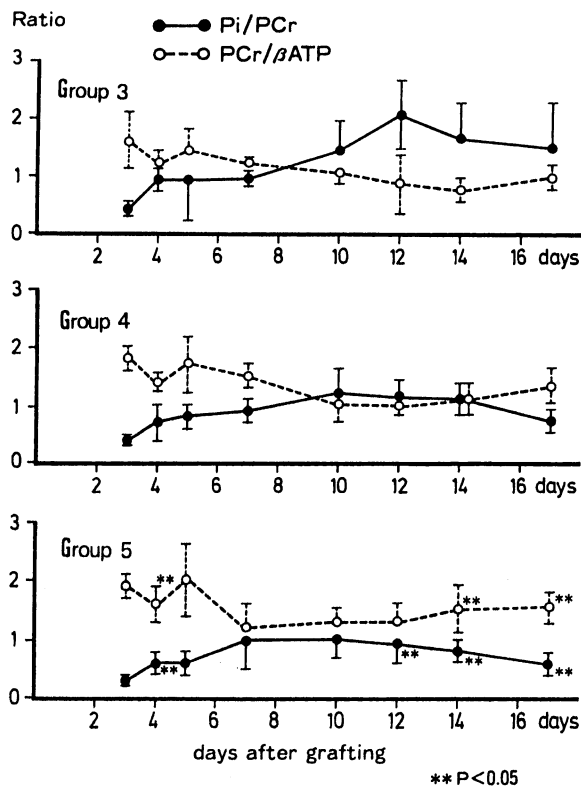 Ratio
Pi/PCr
PCr/βATP
3
Group 3
2
1
0
2 4 6 8 10 12 14 16 days
3
Group 4
2
1
0
2 4 6 8 10 12 14 16 days
3
Group 5
**
2
**
**
1
**
**
**
**
0
2 4 6 8 10 12 14 16 days
days after grafting
** P<0.05